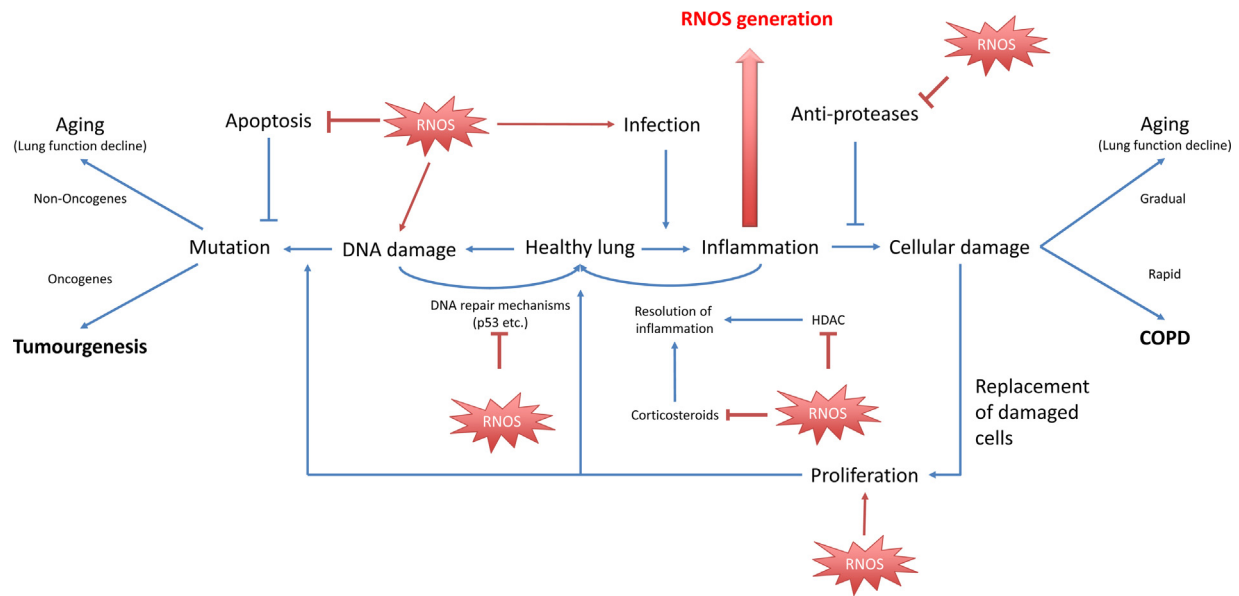 RNOS generation
RNOS
Aging
(Lung function decline)
Apoptosis
RNOS
Infection
Anti-proteases
Aging
(Lung function decline)
Non-Oncogenes
Gradual
Mutation
DNA damage
Healthy lung
Inflammation
Cellular damage
Oncogenes
Rapid
DNA repair mechanisms
(p53 etc.)
Resolution of
inflammation
HDAC
Tumourgenesis
COPD
RNOS
Corticosteroids
RNOS
Replacement
of damaged
cells
Proliferation
RNOS